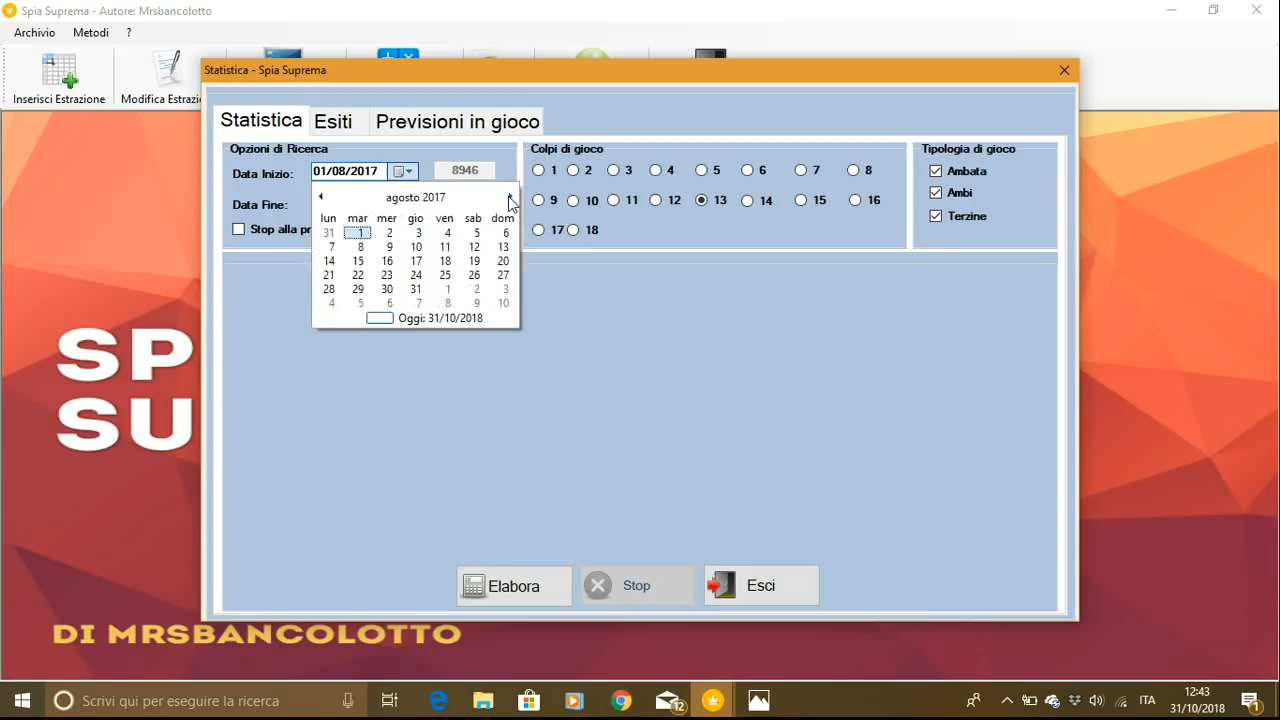 Spia Suprema - Autore: Mrsbancolotto
Archivio Metodi ?
Inserisci Estrazione Modifica Estrazi
Statistica - Spia Suprema
Statistica Esiti Previsioni in gioco
Opzioni di Ricerca
Data Inizio: 01/08/2017 8946
Data Fine:
Stop alla pr
agosto 2017
lun mar mer gio ven sab dom
31 1 2 3 4 5 6
7 8 9 10 11 12 13
14 15 16 17 18 19 20
21 22 23 24 25 26 27
28 29 30 31 1 2 3
4 5 6 7 8 9 10
Oggi: 31/10/2018
Colpi di gioco
1 2 3 4 5 6 7 8
9 10 11 12 13 14 15 16
17 18
Tipologia di gioco
Ambata
Ambi
Terzine
Elabora Stop Esci
SP
SU
DI MRSBANCOLOTTO
Scrivi qui per eseguire la ricerca
12
ITA
12:43
31/10/2018
1